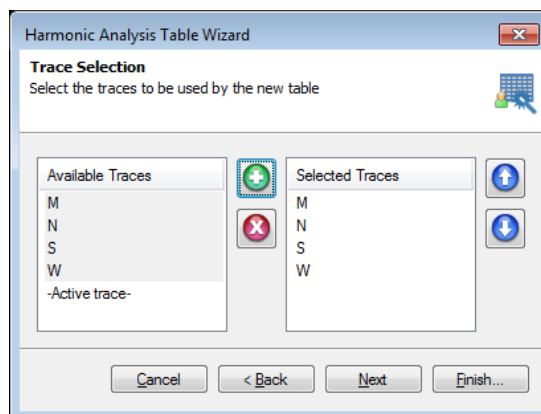 Harmonic Analysis Table Wizard
Trace Selection
Select the traces to be used by the new table
Available Traces
M
N
S
W
-Active trace-
Selected Traces
M
N
S
W
Cancel
< Back
Next
Finish...